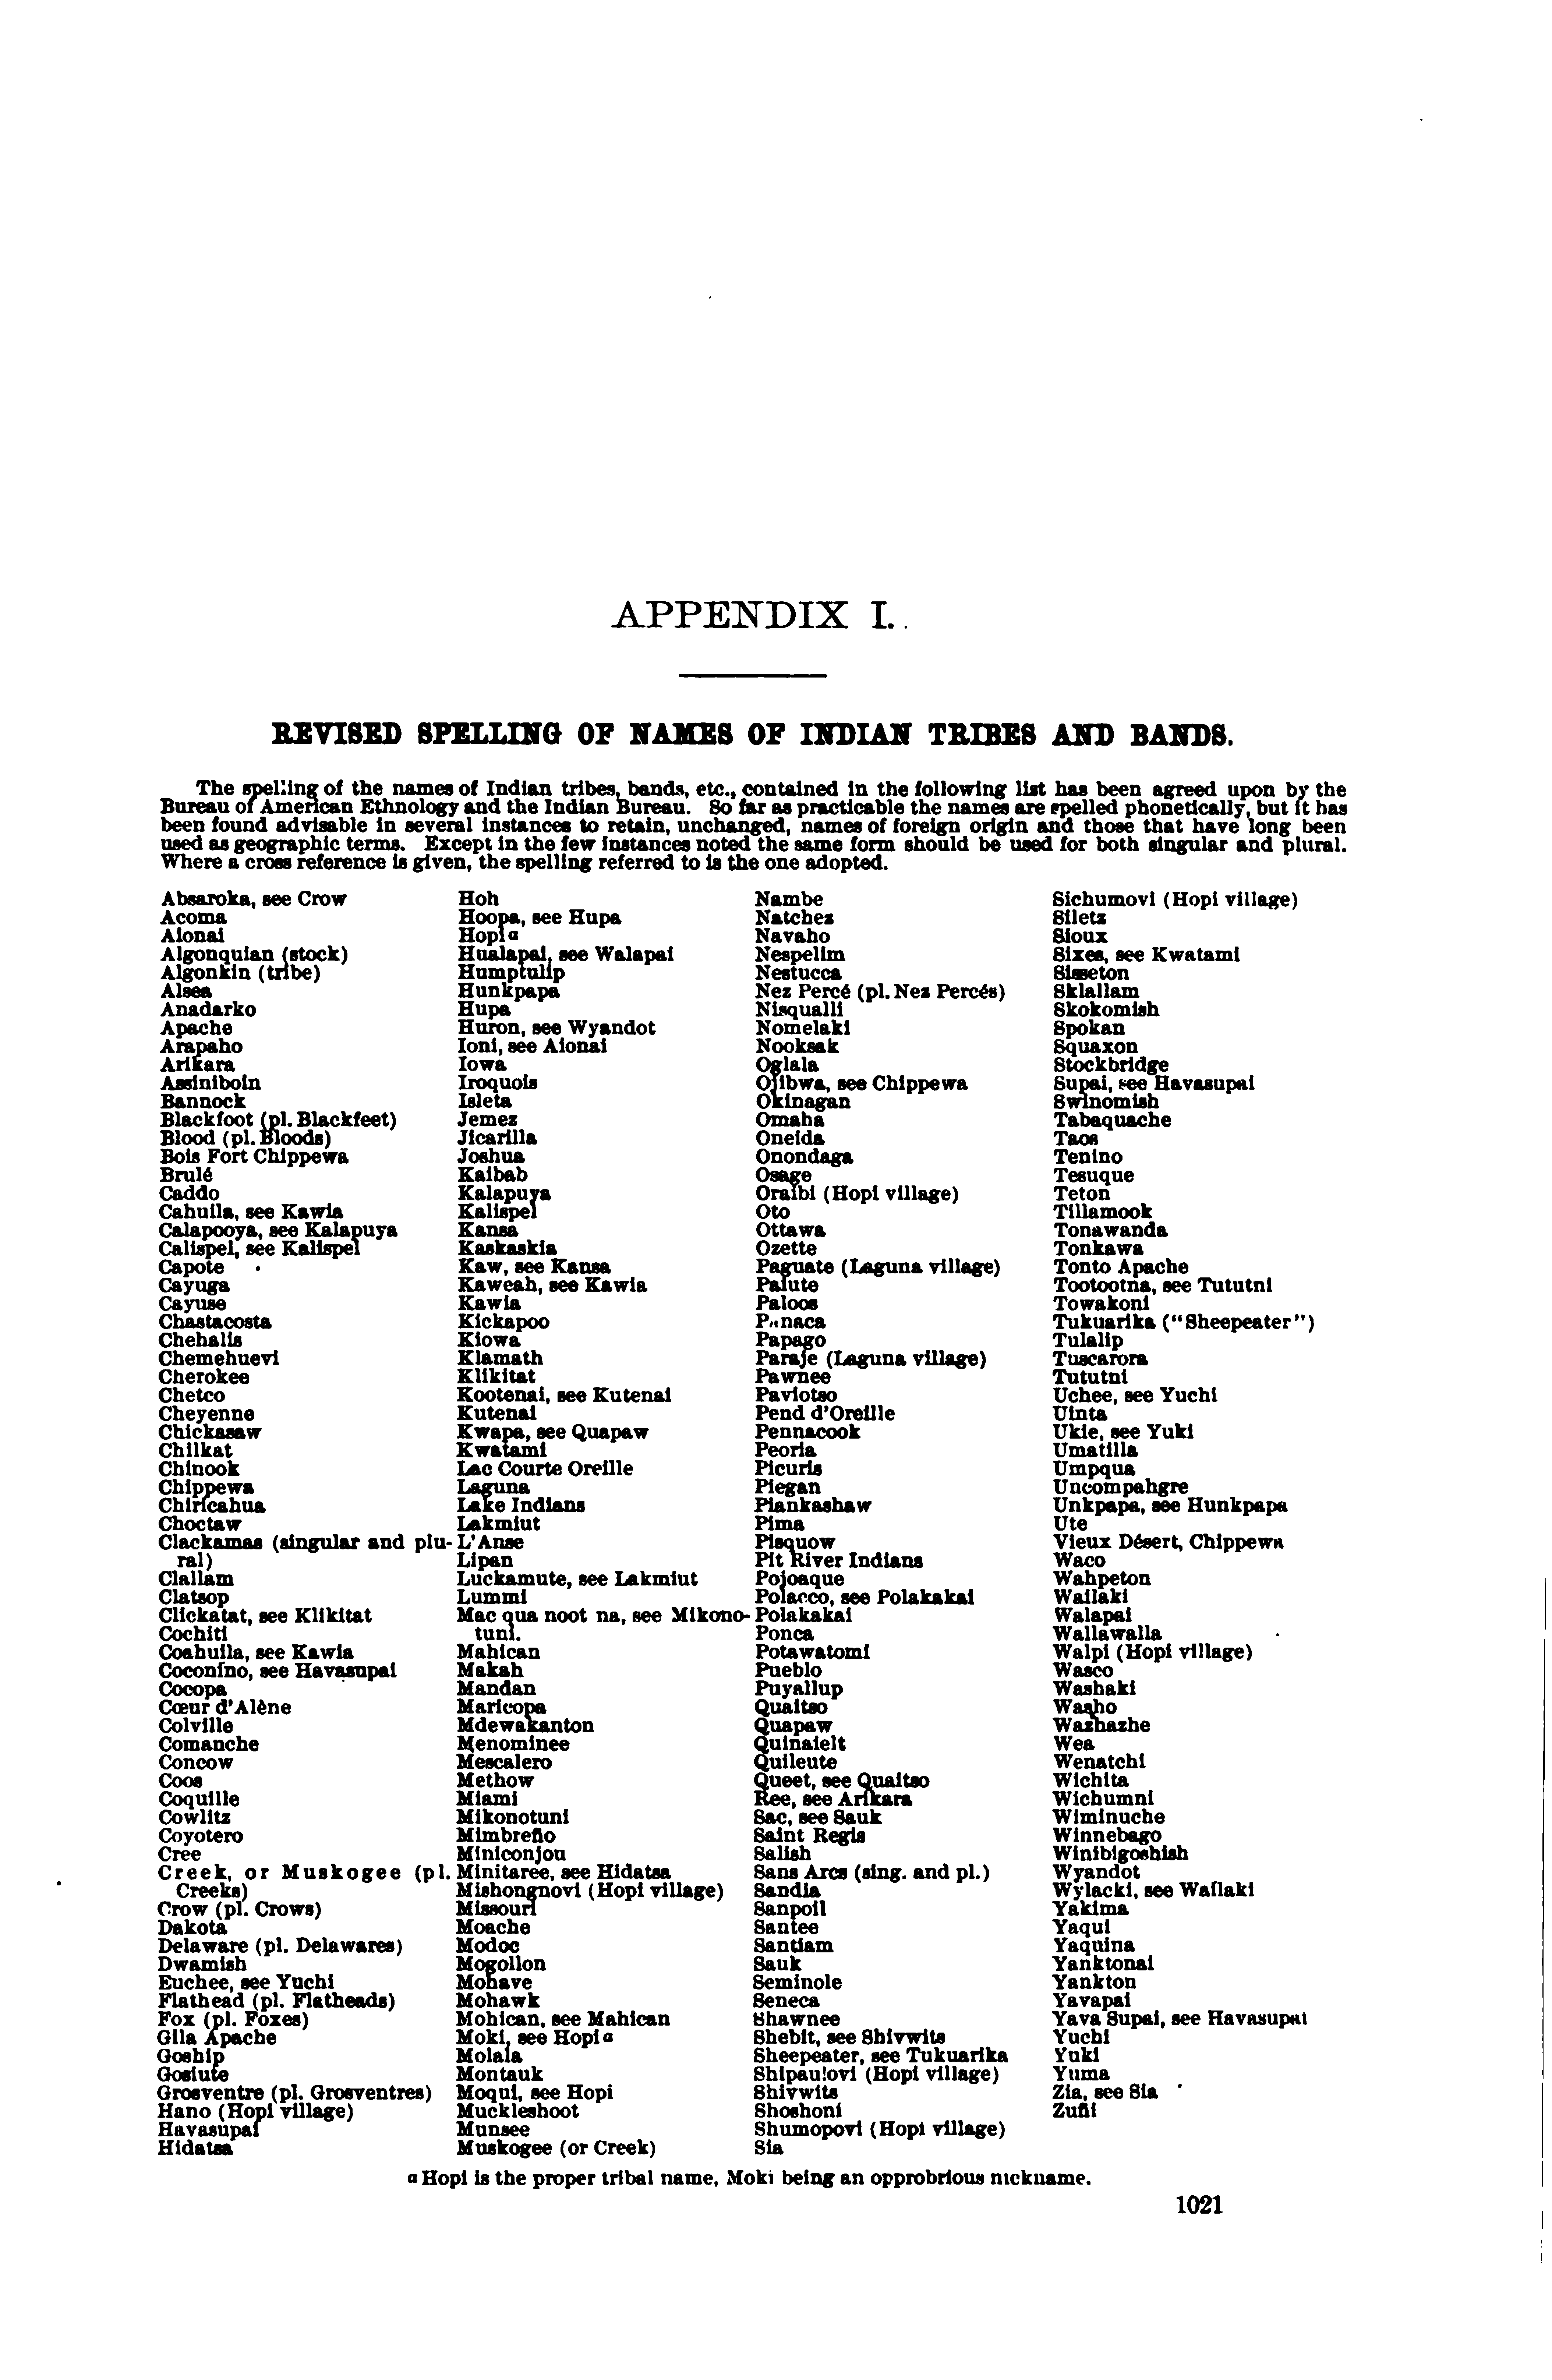 APPENDIX I.
REVISED SPELLING OF NAMES OF INDIAN TRIBES AND BANDS.
The spelling of the names of Indian tribes, bands, etc., contained in the following list has been agreed upon by the
Bureau of American Ethnology and the Indian Bureau. So far as practicable the names are spelled phonetically, but it has
been found advisable in several instances to retain, unchanged, names of foreign origin and those that have long been
used as geographic terms. Except in the few instances noted the same form should be used for both singular and plural.
Where a cross reference is given, the spelling referred to is the one adopted.
Absaroka, see Crow
Acoma
Aionai
Algonquian (stock)
Algonkin (tribe)
Alsea
Anadarko
Apache
Arapaho
Arikara
Assiniboin
Bannock
Blackfoot (pl. Blackfeet)
Blood (pl. Bloods)
Bois Fort Chippewa
Brulé
Caddo
Cahuila, see Kawia
Calapooya, see Kalapuya
Calispel, see Kalispel
Capote
Cayuga
Cayuse
Chastacosta
Chehalis
Chemehuevi
Cherokee
Chetco
Cheyenne
Chickasaw
Chilkat
Chinook
Chippewa
Chiricahua
Choctaw
Clackamas (singular and plu-
ral)
Clallam
Clatsop
Clickatat, see Klikitat
Cochiti
Coahuila, see Kawia
Coconino, see Havasupai
Cocopa
Cœur d'Alène
Colville
Comanche
Concow
Coos
Coquille
Cowlitz
Coyotero
Cree
Creek, or Muskogee (pl.
Creeks)
Crow (pl. Crows)
Dakota
Delaware (pl. Delawares)
Dwamish
Euchee, see Yuchi
Flathead (pl. Flatheads)
Fox (pl. Foxes)
Gila Apache
Goship
Gosiute
Grosventre (pl. Grosventres)
Hano (Hopi village)
Havasupai
Hidatsa
Hoh
Hoopa, see Hupa
Hopi a
Hualapai, see Walapai
Humptulip
Hunkpapa
Hupa
Huron, see Wyandot
Ioni, see Aionai
Iowa
Iroquois
Isleta
Jemez
Jicarilla
Joshua
Kaibab
Kalapuya
Kalispel
Kansa
Kaskaskia
Kaw, see Kansa
Kaweah, see Kawia
Kawia
Kickapoo
Kiowa
Klamath
Klikitat
Kootenai, see Kutenai
Kutenai
Kwapa, see Quapaw
Kwatami
Lac Courte Oreille
Laguna
Lake Indians
Lakmiut
L'Anse
Lipan
Luckamute, see Lakmiut
Lummi
Mac qua noot na, see Mikono-
tuni.
Mahican
Makah
Mandan
Maricopa
Mdewakanton
Menominee
Mescalero
Methow
Miami
Mikonotuni
Mimbreño
Miniconjou
Minitaree, see Hidatsa
Mishongnovi (Hopi village)
Missouri
Moache
Modoc
Mogollon
Mohave
Mohawk
Mohican, see Mahican
Moki, see Hopi a
Molala
Montauk
Moqui, see Hopi
Muckleshoot
Munsee
Muskogee (or Creek)
Nambe
Natchez
Navaho
Nespelim
Nestucca
Nez Percé (pl. Nez Percés)
Nisqualli
Nomelaki
Nooksak
Oglala
Ojibwa, see Chippewa
Okinagan
Omaha
Oneida
Onondaga
Osage
Oraibi (Hopi village)
Oto
Ottawa
Ozette
Paguate (Laguna village)
Paiute
Paloos
Panaca
Papago
Paraje (Laguna village)
Pawnee
Paviotso
Pend d'Oreille
Pennacook
Peoria
Picuris
Piegan
Piankashaw
Pima
Pisquow
Pit River Indians
Pojoaque
Polacco, see Polakakai
Polakakai
Ponca
Potawatomi
Pueblo
Puyallup
Quaitso
Quapaw
Quinaielt
Quileute
Queet, see Quaitso
Ree, see Arikara
Sac, see Sauk
Saint Regis
Salish
Sans Arcs (sing. and pl.)
Sandia
Sanpoil
Santee
Santiam
Sauk
Seminole
Seneca
Shawnee
Shebit, see Shivwits
Sheepeater, see Tukuarika
Shipaulovi (Hopi village)
Shivwits
Shoshoni
Shumopovi (Hopi village)
Sia
Sichumovi (Hopi village)
Siletz
Sioux
Sixes, see Kwatami
Sisseton
Sklallam
Skokomish
Spokan
Squaxon
Stockbridge
Supai, see Havasupai
Swinomish
Tabaquache
Taos
Tenino
Tesuque
Teton
Tillamook
Tonawanda
Tonkawa
Tonto Apache
Tootootna, see Tututni
Towakoni
Tukuarika ("Sheepeater")
Tulalip
Tuscarora
Tututni
Uchee, see Yuchi
Uinta
Ukie, see Yuki
Umatilla
Umpqua
Uncompahgre
Unkpapa, see Hunkpapa
Ute
Vieux Désert, Chippewa
Waco
Wahpeton
Wailaki
Walapai
Wallawalla
Walpi (Hopi village)
Wasco
Washaki
Washo
Wazhazhe
Wea
Wenatchi
Wichita
Wichumni
Wiminuche
Winnebago
Winibigoshish
Wyandot
Wylacki, see Wailaki
Yakima
Yaqui
Yaquina
Yanktonai
Yankton
Yavapai
Yava Supai, see Havasupai
Yuchi
Yuki
Yuma
Zia, see Sia
Zuñi
a Hopi is the proper tribal name, Moki being an opprobrious nickname.
1021